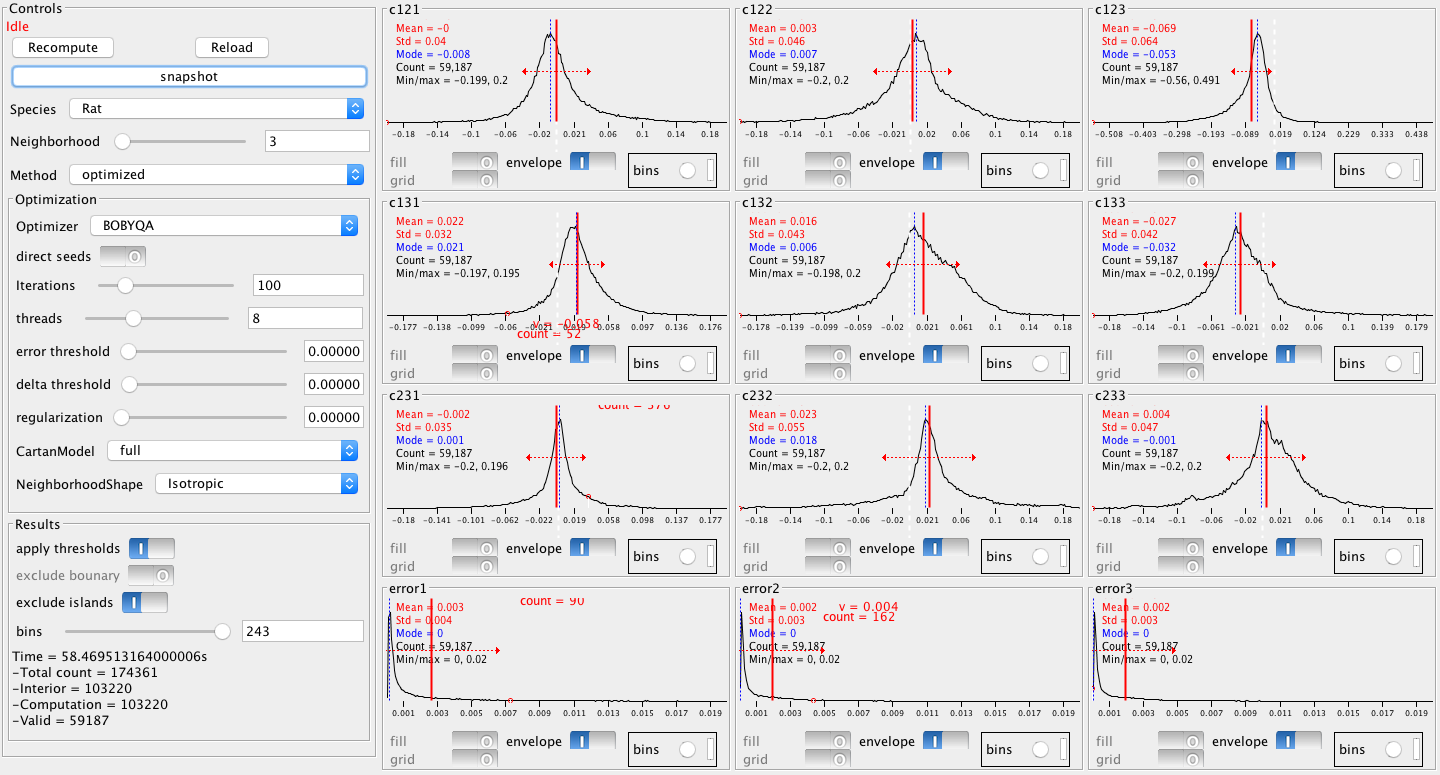 Controls
Idle
Recompute Reload
snapshot
Species Rat
Neighborhood 3
Method optimized
Optimization
Optimizer BOBYQA
direct seeds
Iterations 100
threads 8
error threshold 0.00000
delta threshold 0.00000
regularization 0.00000
CartanModel full
NeighborhoodShape Isotropic
Results
apply thresholds
exclude bounary
exclude islands
bins 243
Time = 58.469513164000006s
-Total count = 174361
-Interior = 103220
-Computation = 103220
-Valid = 59187
c121
Mean = -0
Std = 0.04
Mode = -0.008
Count = 59,187
Min/max = -0.199, 0.2
-0.18 -0.14 -0.1 -0.06 -0.02 0.021 0.06 0.1 0.14 0.18
fill envelope bins
grid
c122
Mean = 0.003
Std = 0.046
Mode = 0.007
Count = 59,187
Min/max = -0.2, 0.2
-0.18 -0.14 -0.1 -0.06 -0.02 0.02 0.06 0.1 0.14 0.18
fill envelope bins
grid
c123
Mean = -0.069
Std = 0.064
Mode = -0.053
Count = 59,187
Min/max = -0.56, 0.491
-0.508 -0.403 -0.298 -0.193 -0.089 0.019 0.124 0.229 0.333 0.438
fill envelope bins
grid
c131
Mean = 0.022
Std = 0.032
Mode = 0.021
Count = 59,187
Min/max = -0.197, 0.195
-0.177 -0.138 -0.099 -0.06 -0.021 0.019 0.058 0.097 0.136 0.176
v = -0.058
count = 52
fill envelope bins
grid
c132
Mean = 0.016
Std = 0.043
Mode = 0.006
Count = 59,187
Min/max = -0.198, 0.2
-0.178 -0.139 -0.099 -0.06 -0.02 0.021 0.061 0.1 0.14 0.18
fill envelope bins
grid
c133
Mean = -0.027
Std = 0.042
Mode = -0.032
Count = 59,187
Min/max = -0.2, 0.199
-0.18 -0.14 -0.1 -0.061 -0.021 0.02 0.06 0.1 0.139 0.179
fill envelope bins
grid
c231
count = 376
Mean = -0.002
Std = 0.035
Mode = 0.001
Count = 59,187
Min/max = -0.2, 0.196
-0.18 -0.141 -0.101 -0.062 -0.022 0.019 0.058 0.098 0.137 0.177
fill envelope bins
grid
c232
Mean = 0.023
Std = 0.055
Mode = 0.018
Count = 59,187
Min/max = -0.2, 0.2
-0.18 -0.14 -0.1 -0.06 -0.02 0.021 0.06 0.1 0.14 0.18
fill envelope bins
grid
c233
Mean = 0.004
Std = 0.047
Mode = -0.001
Count = 59,187
Min/max = -0.2, 0.2
-0.18 -0.14 -0.1 -0.06 -0.02 0.02 0.06 0.1 0.14 0.18
fill envelope bins
grid
error1
count = 90
Mean = 0.003
Std = 0.004
Mode = 0
Count = 59,187
Min/max = 0, 0.02
0.001 0.003 0.005 0.007 0.009 0.011 0.013 0.015 0.017 0.019
fill envelope bins
grid
error2
Mean = 0.002 v = 0.004
Std = 0.003 count = 162
Mode = 0
Count = 59,187
Min/max = 0, 0.02
0.001 0.003 0.005 0.007 0.009 0.011 0.013 0.015 0.017 0.019
fill envelope bins
grid
error3
Mean = 0.002
Std = 0.003
Mode = 0
Count = 59,187
Min/max = 0, 0.02
0.001 0.003 0.005 0.007 0.009 0.011 0.013 0.015 0.017 0.019
fill envelope bins
grid